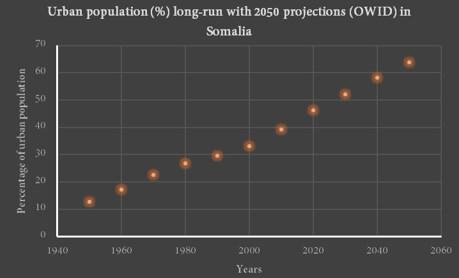 Urban population (%) long-run with 2050 projections (OWID) in
Somalia
Percentage of urban population
70
60
50
40
30
20
10
0
1940 1960 1980 2000 2020 2040 2060
Years